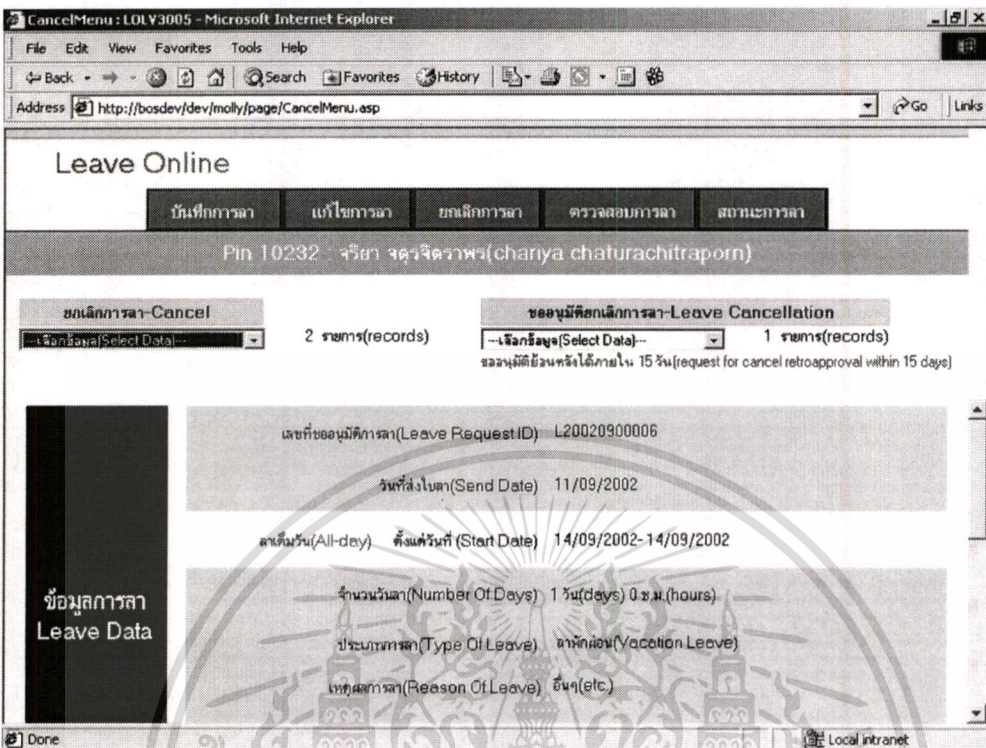 CancelMenu : LOLV3005 - Microsoft Internet Explorer
File Edit View Favorites Tools Help
Back Search Favorites History
Address http://bosdev/dev/molly/page/CancelMenu.asp Go Links
Leave Online
บันทึกการลา แก้ไขการลา ยกเลิกการลา ตรวจสอบการลา สถานะการลา
Pin 10232 : จริยา จตุรจิตราพร(chariya chaturachitraporn)
ยกเลิกการลา-Cancel ขออนุมัติยกเลิกการลา-Leave Cancellation
---เลือกข้อมูล(Select Data)--- 2 รายการ(records) ---เลือกข้อมูล(Select Data)--- 1 รายการ(records)
ขออนุมัติย้อนหลังได้ภายใน 15 วัน(request for cancel retroapproval within 15 days)
เลขที่ขออนุมัติการลา(Leave Request ID) L20020900006
วันที่ส่งใบลา(Send Date) 11/09/2002
ลาเต็มวัน(All-day) ตั้งแต่วันที่ (Start Date) 14/09/2002-14/09/2002
ข้อมูลการลา
Leave Data
จำนวนวันลา(Number Of Days) 1 วัน(days) 0 ช.ม.(hours)
ประเภทการลา(Type Of Leave) ลาพักผ่อน(Vacation Leave)
เหตุผลการลา(Reason Of Leave) อื่นๆ(etc.)
Done Local intranet